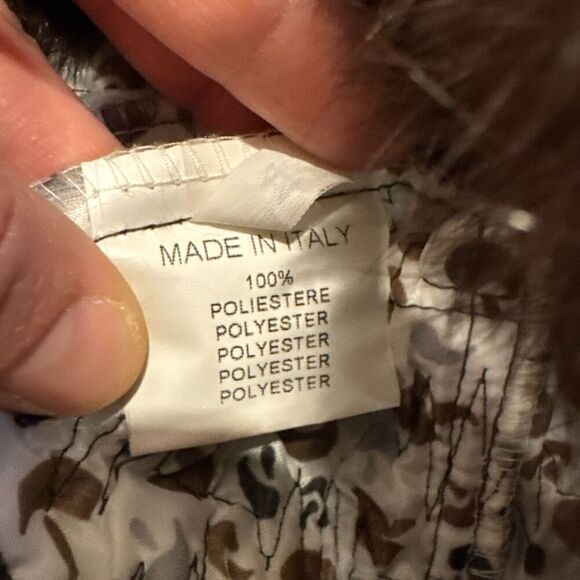 MADE IN ITALY
100%
POLIESTERE
POLYESTER
POLYESTER
POLYESTER
POLYESTER